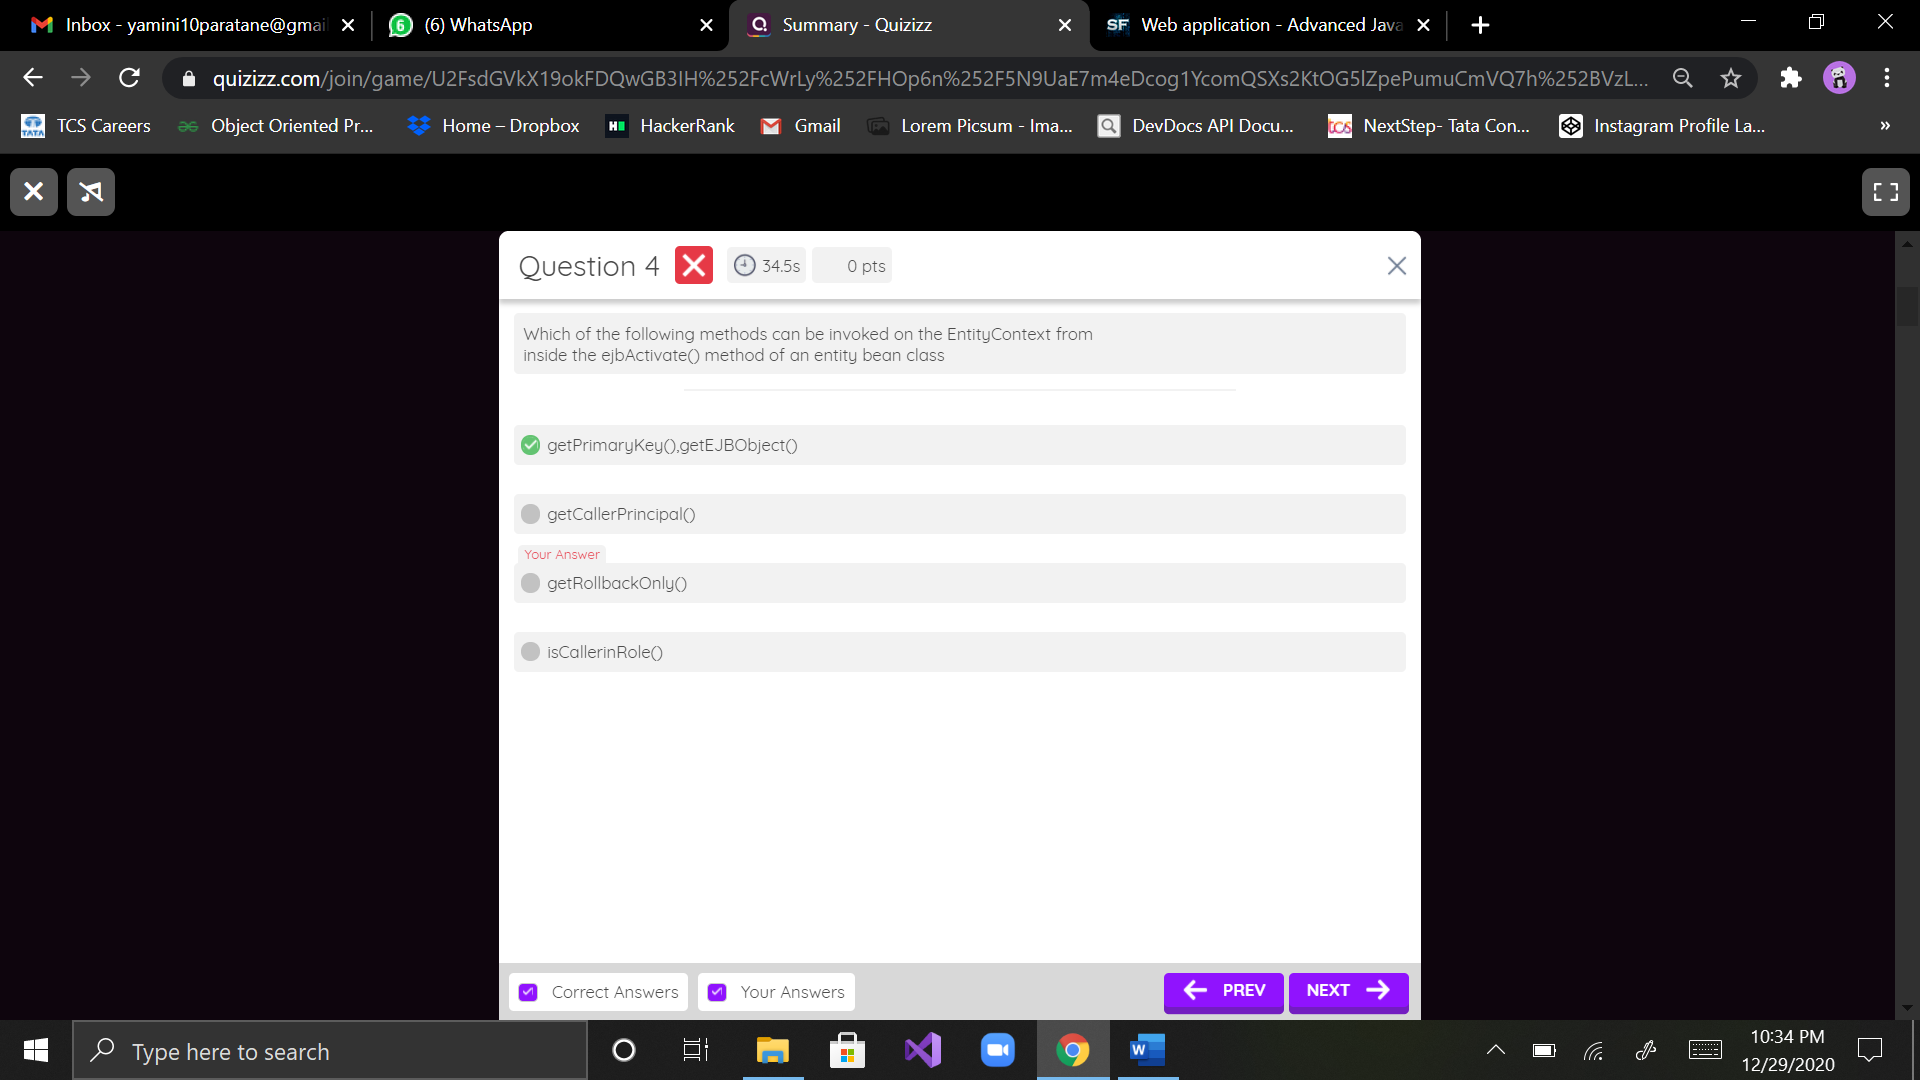 Inbox - yamini10paratane@gmai
(6) WhatsApp
Summary - Quizizz
SF Web application - Advanced Java
quizizz.com/join/game/U2FsdGVkX19okFDQwGB3IH%252FcWrLy%252FHOp6n%252F5N9UaE7m4eDcog1YcomQSXs2KtOG5lZpePumuCmVQ7h%252BVzL...
TATA TCS Careers
Object Oriented Pr...
Home – Dropbox
HackerRank
Gmail
Lorem Picsum - Ima...
DevDocs API Docu...
tcs NextStep- Tata Con...
Instagram Profile La...
»
Question 4
34.5s
0 pts
Which of the following methods can be invoked on the EntityContext from
inside the ejbActivate() method of an entity bean class
getPrimaryKey(),getEJBObject()
getCallerPrincipal()
Your Answer
getRollbackOnly()
isCallerinRole()
Correct Answers
Your Answers
PREV
NEXT
Type here to search
10:34 PM
12/29/2020